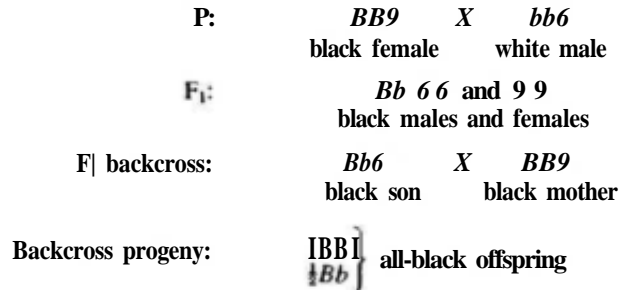 P: BB9 X bb6
black female white male
F₁: Bb 6 6 and 9 9
black males and females
F| backcross: Bb6 X BB9
black son black mother
Backcross progeny: IBBI
½Bb } all-black offspring